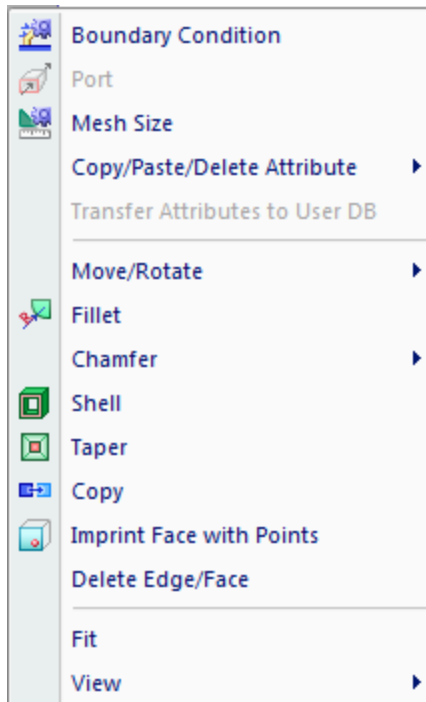 Boundary Condition
Port
Mesh Size
Copy/Paste/Delete Attribute
Transfer Attributes to User DB
Move/Rotate
Fillet
Chamfer
Shell
Taper
Copy
Imprint Face with Points
Delete Edge/Face
Fit
View